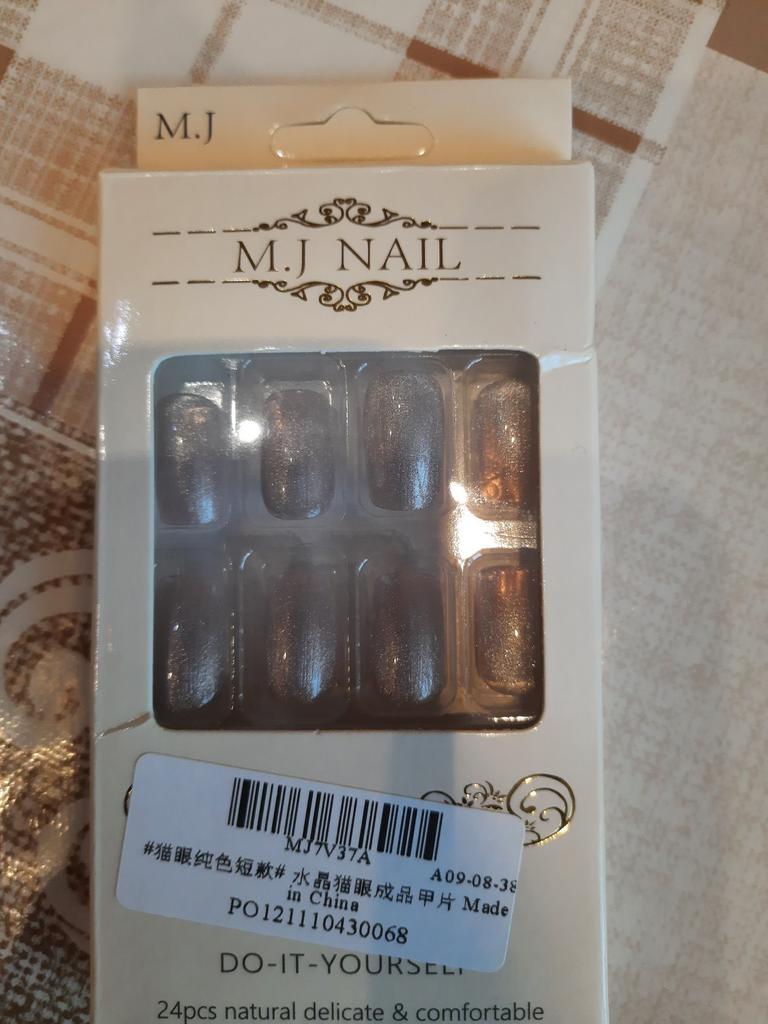 M.J
M.J NAIL
MJ7V37A
A09-08-38
#猫眼纯色短款# 水晶猫眼成品甲片 Made
in China
PO121110430068
DO-IT-YOURSELF
24pcs natural delicate & comfortable